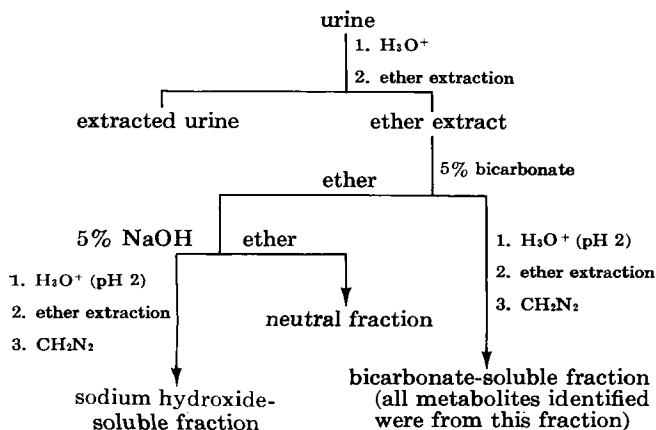 urine
1. H₃O⁺
2. ether extraction
extracted urine
ether extract
5% bicarbonate
ether
5% NaOH
ether
1. H₃O⁺ (pH 2)
2. ether extraction
3. CH₂N₂
neutral fraction
1. H₃O⁺ (pH 2)
2. ether extraction
3. CH₂N₂
sodium hydroxide-
soluble fraction
bicarbonate-soluble fraction
(all metabolites identified
were from this fraction)